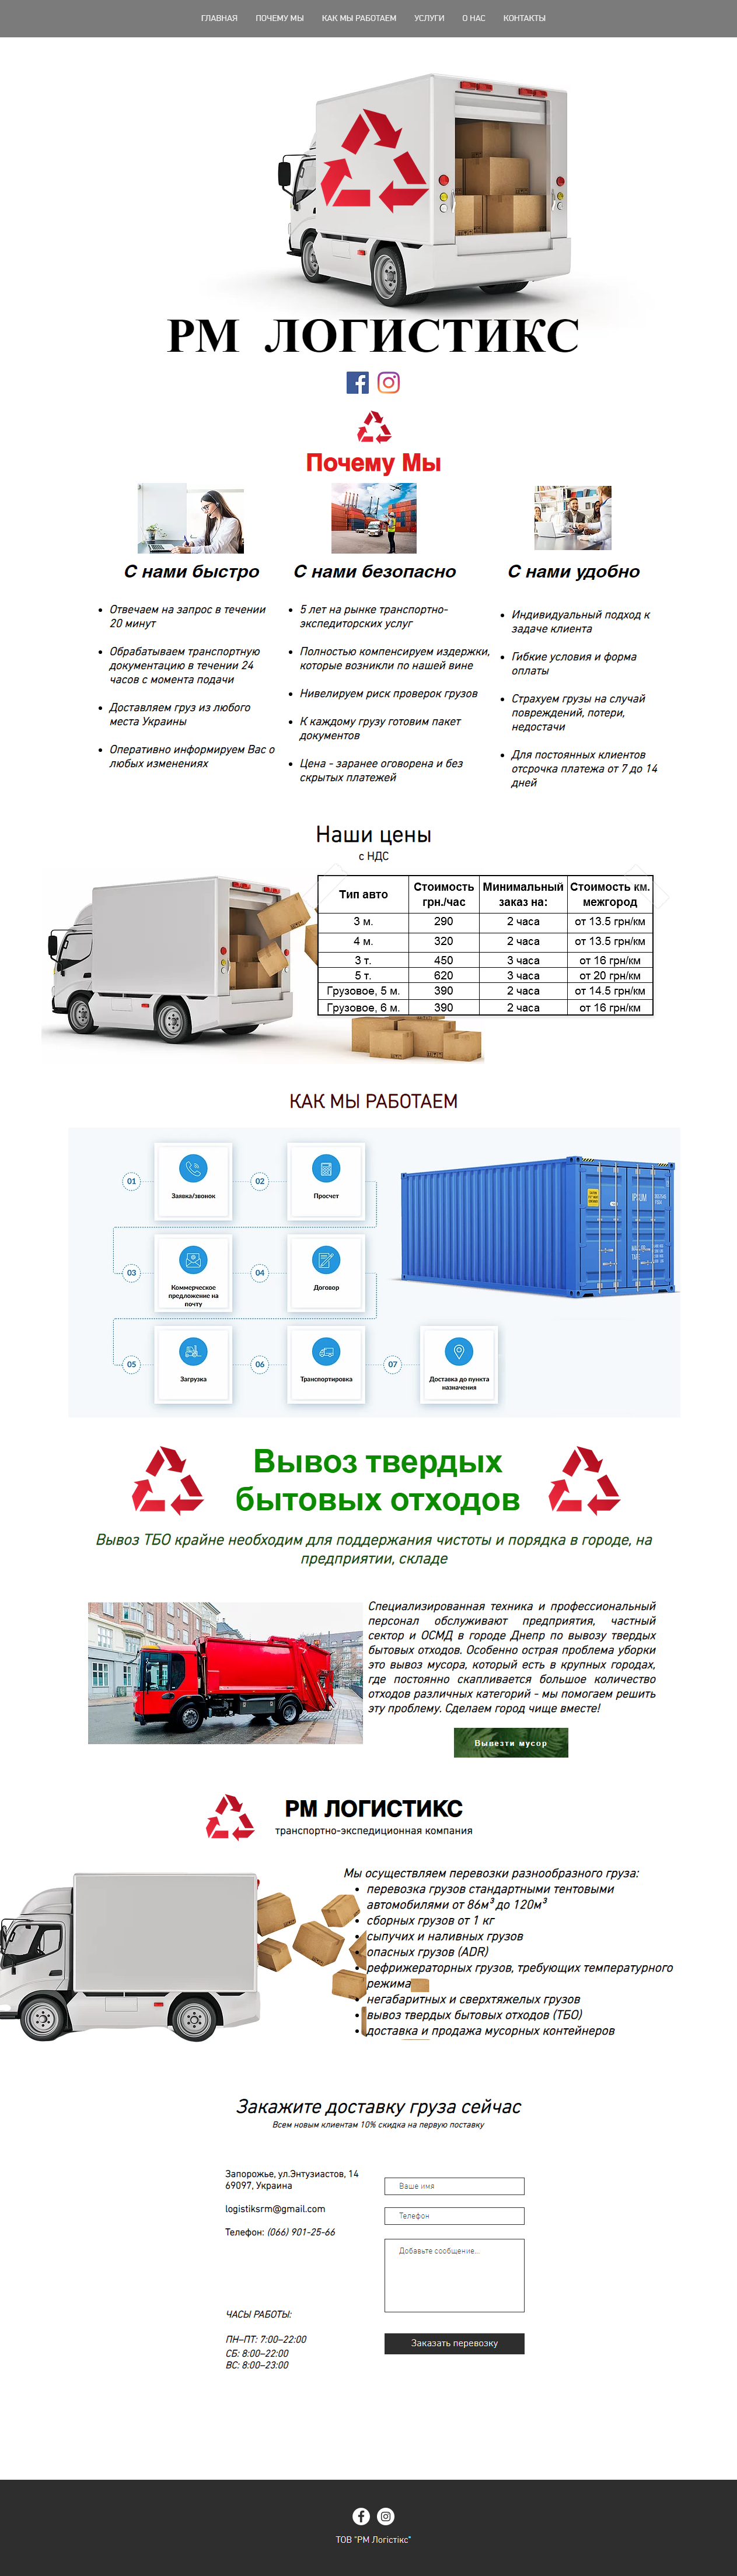 ГЛАВНАЯ ПОЧЕМУ МЫ КАК МЫ РАБОТАЕМ УСЛУГИ О НАС КОНТАКТЫ
РМ ЛОГИСТИКС
Почему Мы
С нами быстро
Отвечаем на запрос в течении
20 минут
Обрабатываем транспортную
документацию в течении 24
часов с момента подачи
Доставляем груз из любого
места Украины
Оперативно информируем Вас о
любых изменениях
С нами безопасно
5 лет на рынке транспортно-
экспедиторских услуг
Полностью компенсируем издержки,
которые возникли по нашей вине
Нивелируем риск проверок грузов
К каждому грузу готовим пакет
документов
Цена - заранее оговорена и без
скрытых платежей
С нами удобно
Индивидуальный подход к
задаче клиента
Гибкие условия и форма
оплаты
Страхуем грузы на случай
повреждений, потери,
недостачи
Для постоянных клиентов
отсрочка платежа от 7 до 14
дней
Наши цены
с НДС
Тип авто Стоимость грн./час Минимальный заказ на: Стоимость км. межгород
3 м. 290 2 часа от 13.5 грн/км
4 м. 320 2 часа от 13.5 грн/км
3 т. 450 3 часа от 16 грн/км
5 т. 620 3 часа от 20 грн/км
Грузовое, 5 м. 390 2 часа от 14.5 грн/км
Грузовое, 6 м. 390 2 часа от 16 грн/км
КАК МЫ РАБОТАЕМ
01 Заявка/звонок
02 Просчет
03 Коммерческое
предложение на
почту
04 Договор
05 Загрузка
06 Транспортировка
07 Доставка до пункта
назначения
Вывоз твердых
бытовых отходов
Вывоз ТБО крайне необходим для поддержания чистоты и порядка в городе, на
предприятии, складе
Специализированная техника и профессиональный
персонал обслуживают предприятия, частный
сектор и ОСМД в городе Днепр по вывозу твердых
бытовых отходов. Особенно острая проблема уборки
это вывоз мусора, который есть в крупных городах,
где постоянно скапливается большое количество
отходов различных категорий - мы помогаем решить
эту проблему. Сделаем город чище вместе!
Вывезти мусор
РМ ЛОГИСТИКС
транспортно-экспедиционная компания
Мы осуществляем перевозки разнообразного груза:
перевозка грузов стандартными тентовыми
автомобилями от 86м³ до 120м³
сборных грузов от 1 кг
сыпучих и наливных грузов
опасных грузов (ADR)
рефрижераторных грузов, требующих температурного
режима
негабаритных и сверхтяжелых грузов
вывоз твердых бытовых отходов (ТБО)
доставка и продажа мусорных контейнеров
Закажите доставку груза сейчас
Всем новым клиентам 10% скидка на первую поставку
Запорожье, ул.Энтузиастов, 14
69097, Украина
logistiksrm@gmail.com
Телефон: (066) 901-25-66
ЧАСЫ РАБОТЫ:
ПН–ПТ: 7:00–22:00
СБ: 8:00–22:00
ВС: 8:00–23:00
Ваше имя
Телефон
Добавьте сообщение...
Заказать перевозку
ТОВ "РМ Логістікс"